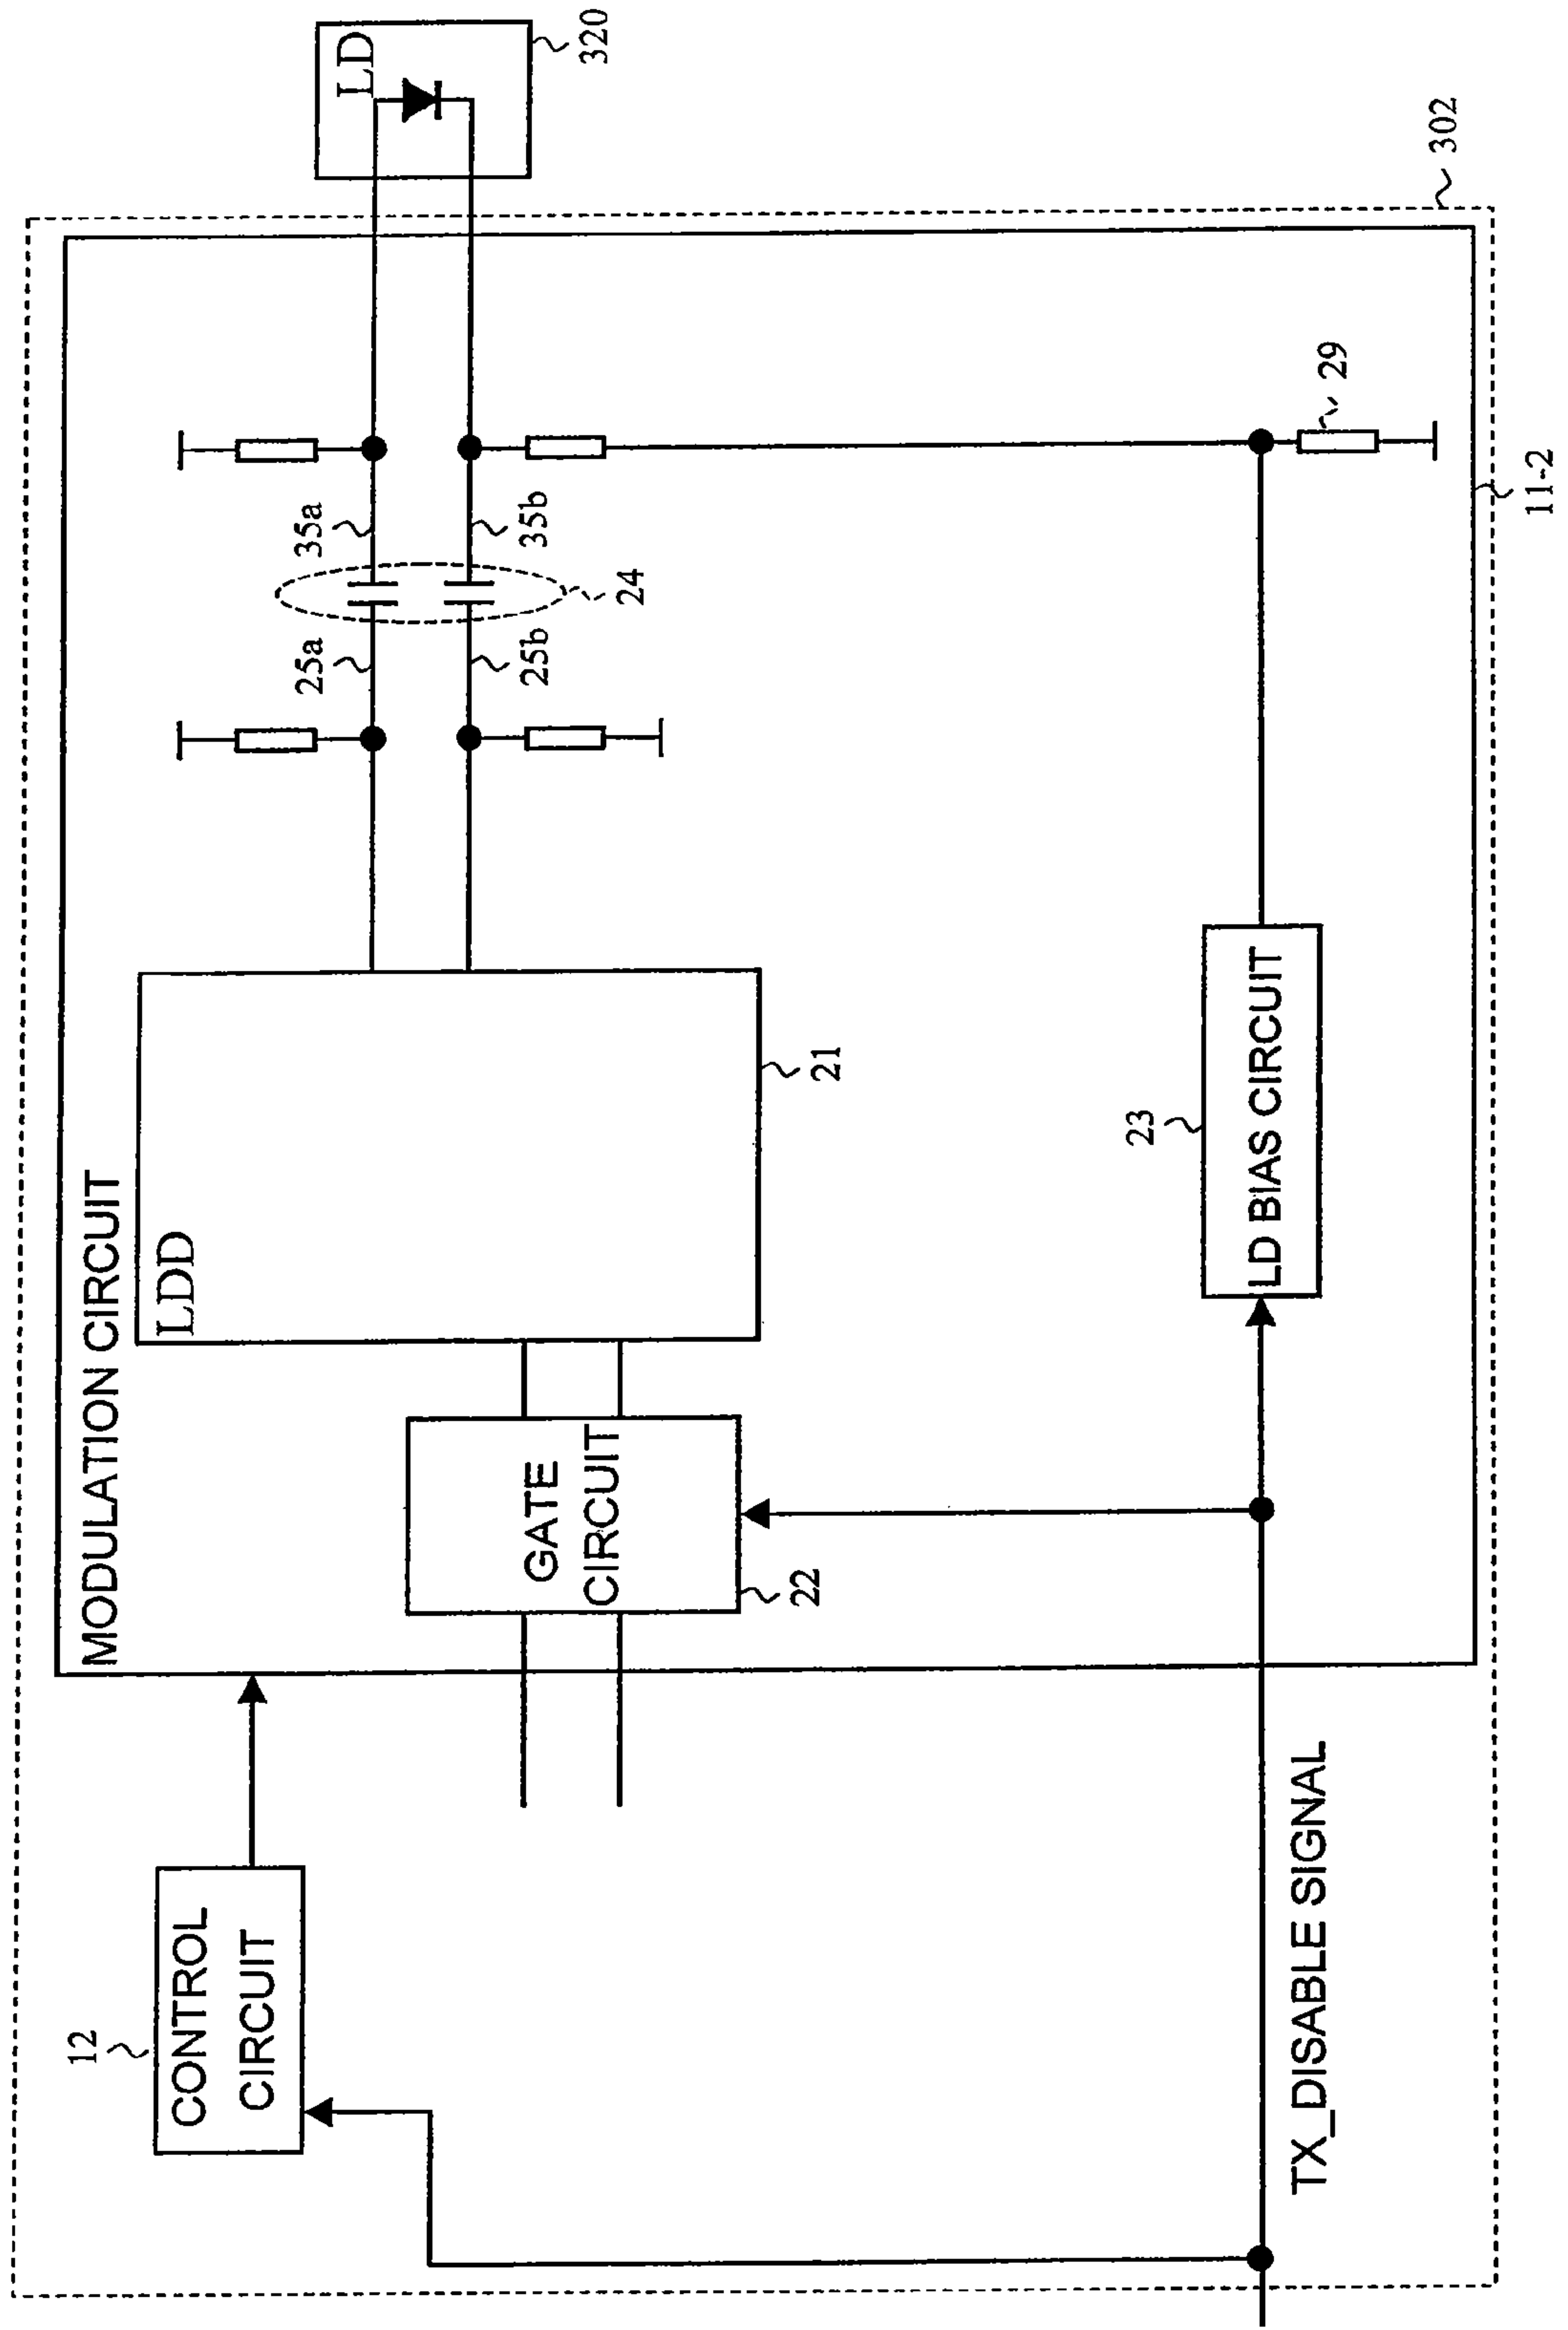 302
MODULATION CIRCUIT
11-2
12
CONTROL
CIRCUIT
LDD
21
GATE
CIRCUIT
22
25a
25b
24
35a
35b
LD
320
23
LD BIAS CIRCUIT
29
TX_DISABLE SIGNAL